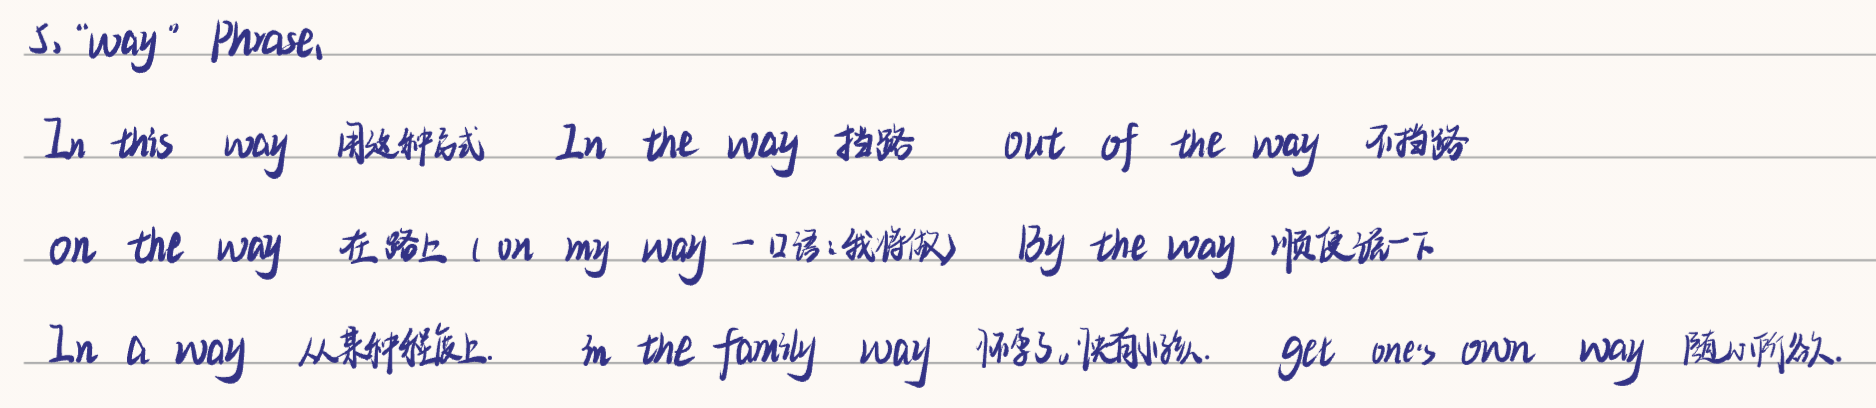 5、“way” Phrase、
In this way 用这种方式 In the way 挡路 out of the way 不挡路
on the way 在路上（on my way 一口语：我将做） By the way 顺便说一下
In a way 从某种程度上. in the family way 怀孕了，快有小孩儿. get one's own way 随心所欲.